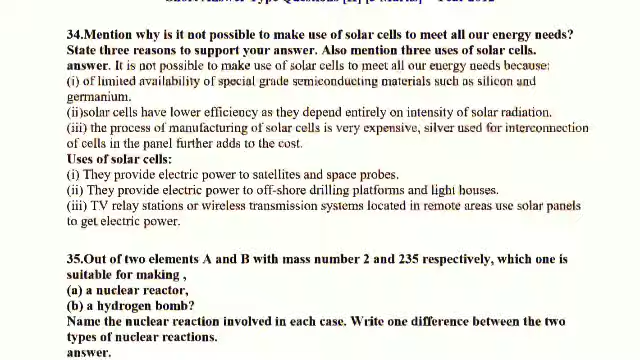 Short Answer Type Questions [II] [3 Marks] – Year 2012
34.Mention why is it not possible to make use of solar cells to meet all our energy needs?
State three reasons to support your answer. Also mention three uses of solar cells.
answer. It is not possible to make use of solar cells to meet all our energy needs because:
(i) of limited availability of special grade semiconducting materials such as silicon and
germanium.
(ii)solar cells have lower efficiency as they depend entirely on intensity of solar radiation.
(iii) the process of manufacturing of solar cells is very expensive, silver used for interconnection
of cells in the panel further adds to the cost.
Uses of solar cells:
(i) They provide electric power to satellites and space probes.
(ii) They provide electric power to off-shore drilling platforms and light houses.
(iii) TV relay stations or wireless transmission systems located in remote areas use solar panels
to get electric power.
35.Out of two elements A and B with mass number 2 and 235 respectively, which one is
suitable for making ,
(a) a nuclear reactor,
(b) a hydrogen bomb?
Name the nuclear reaction involved in each case. Write one difference between the two
types of nuclear reactions.
answer.